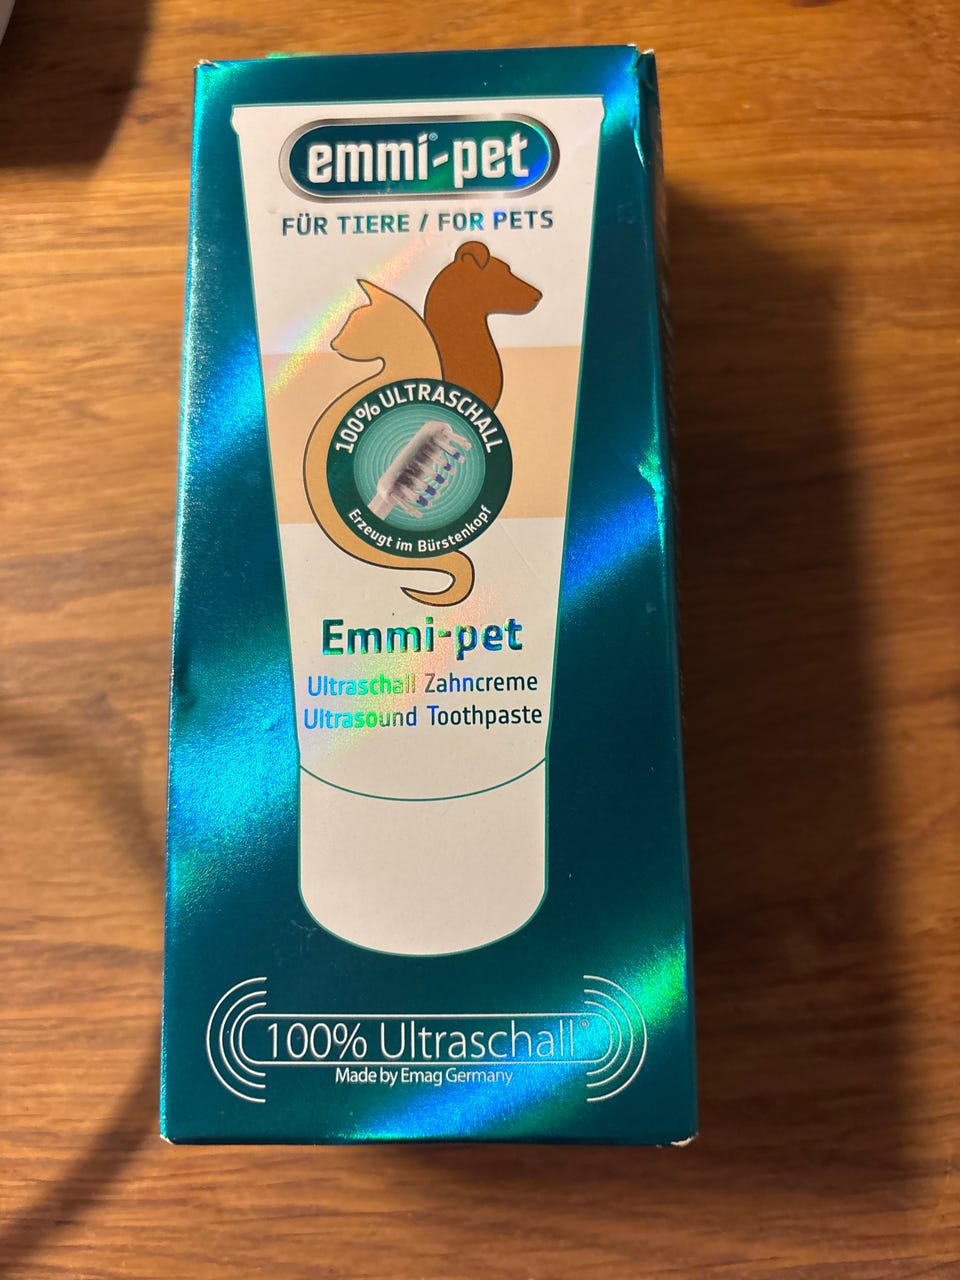 emmi®-pet
FÜR TIERE / FOR PETS
100% ULTRASCHALL
Erzeugt im Bürstenkopf
Emmi-pet
Ultraschall Zahncreme
Ultrasound Toothpaste
100% Ultraschall®
Made by Emag Germany